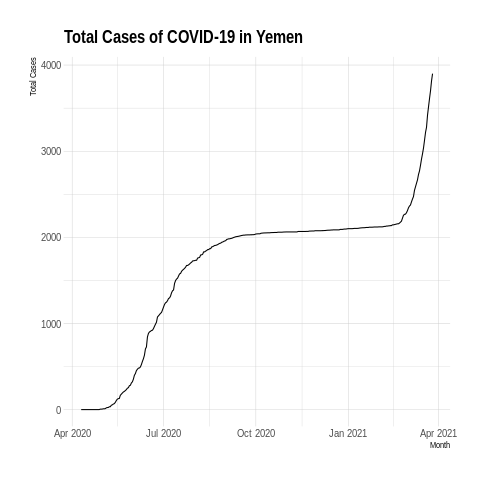 Total Cases of COVID-19 in Yemen
Total Cases
4000
3000
2000
1000
0
Apr 2020 Jul 2020 Oct 2020 Jan 2021 Apr 2021
Month